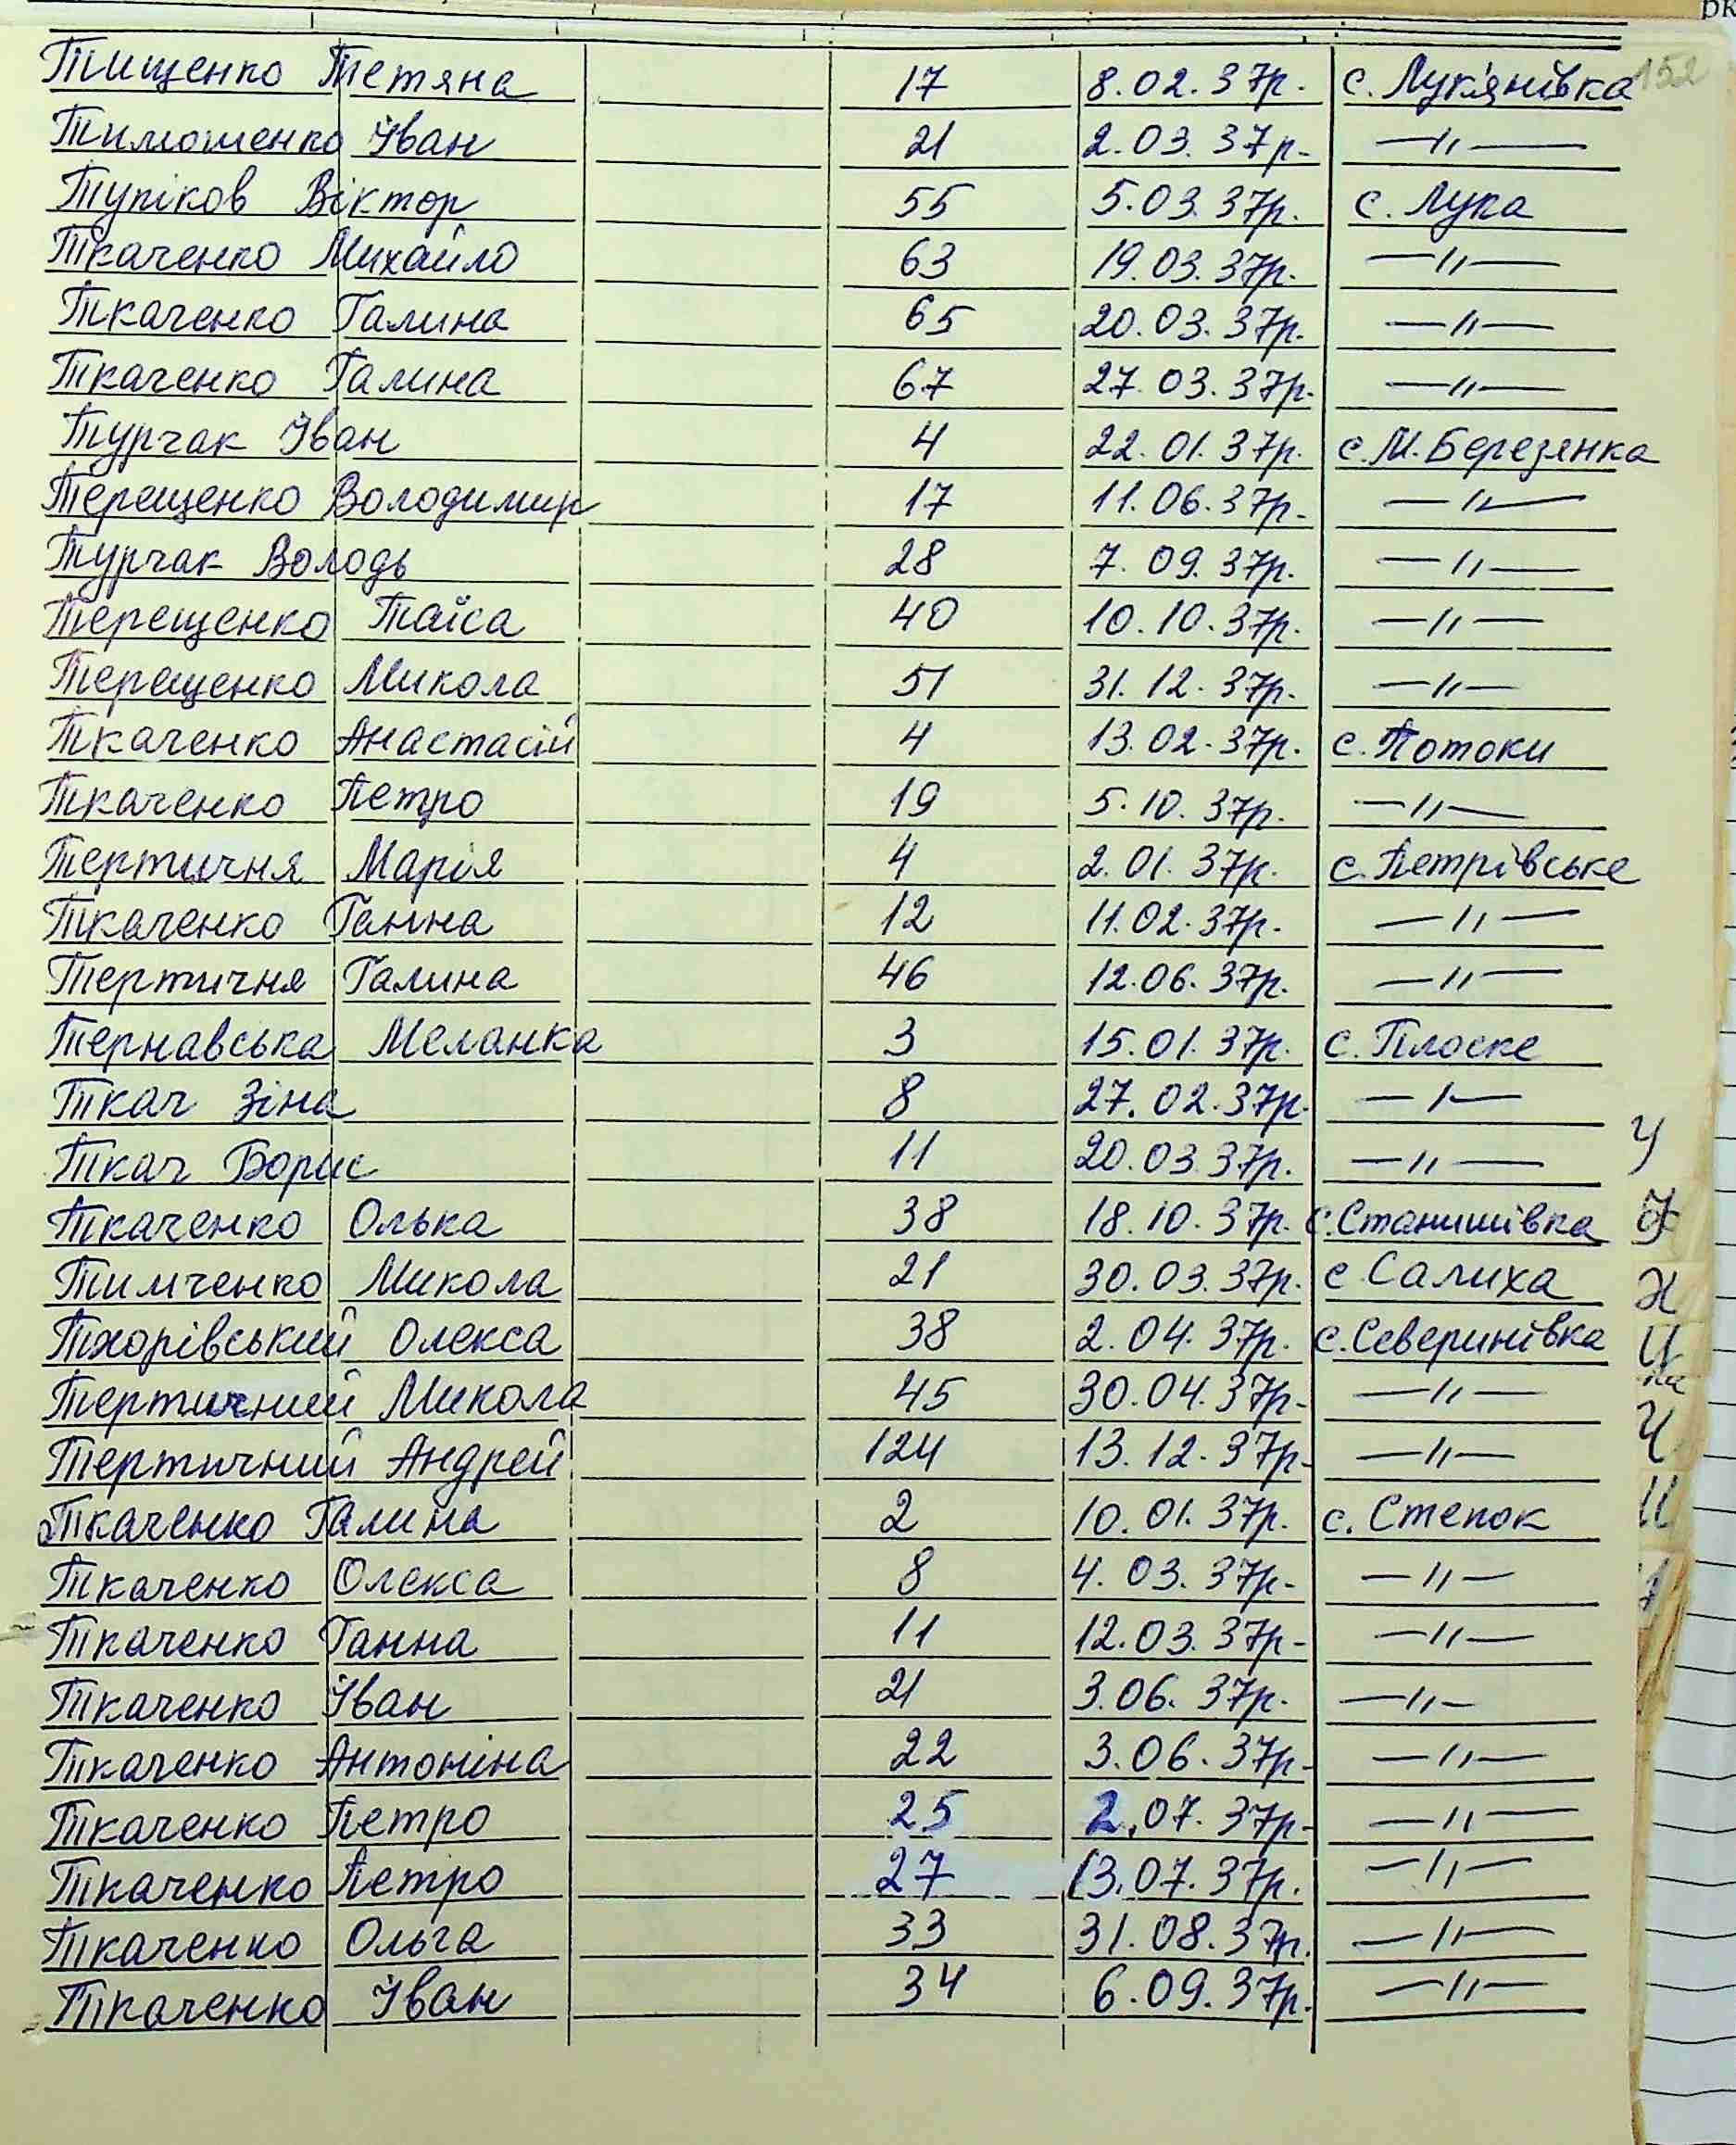 152
Тищенко Тетяна 17 8.02.37р. с. Лук'янівка
Тимошенко Іван 21 2.03.37р. —〃—
Тупіков Віктор 55 5.03.37р. с. Лука
Ткаченко Михайло 63 19.03.37р. —〃—
Ткаченко Галина 65 20.03.37р. —〃—
Ткаченко Галина 67 27.03.37р. —〃—
Турчак Іван 4 22.01.37р. с. М. Березянка
Терещенко Володимир 17 11.06.37р. —〃—
Турчак Володь 28 7.09.37р. —〃—
Терещенко Таїса 40 10.10.37р. —〃—
Терещенко Микола 51 31.12.37р. —〃—
Ткаченко Анастасій 4 13.02.37р. с. Потоки
Ткаченко Петро 19 5.10.37р. —〃—
Тертична Марія 4 2.01.37р. с. Петрівське
Ткаченко Ганна 12 11.02.37р. —〃—
Тертична Галина 46 12.06.37р. —〃—
Тернавська Меланка 3 15.01.37р. с. Плоске
Ткач Зіна 8 27.02.37р. —〃—
Ткач Борис 11 20.03.37р. —〃—
Ткаченко Олька 38 18.10.37р. с. Станишівка
Тимченко Микола 21 30.03.37р. с. Салиха
Тхорівський Олекса 38 2.04.37р. с. Северинівка
Тертичний Микола 45 30.04.37р. —〃—
Тертичний Андрей 124 13.12.37р. —〃—
Ткаченко Галина 2 10.01.37р. с. Степок
Ткаченко Олекса 8 4.03.37р. —〃—
Ткаченко Ганна 11 12.03.37р. —〃—
Ткаченко Іван 21 3.06.37р. —〃—
Ткаченко Антоніна 22 3.06.37р. —〃—
Ткаченко Петро 25 2.07.37р. —〃—
Ткаченко Петро 27 13.07.37р. —〃—
Ткаченко Ольга 33 31.08.37р. —〃—
Ткаченко Іван 34 6.09.37р. —〃—